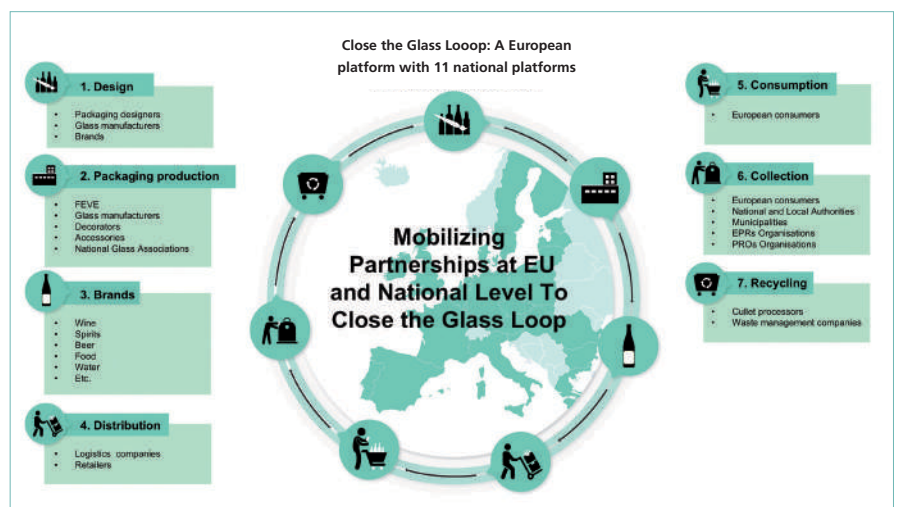 Close the Glass Looop: A European
platform with 11 national platforms
1. Design
• Packaging designers
• Glass manufacturers
• Brands
2. Packaging production
• FEVE
• Glass manufacturers
• Decorators
• Accessories
• National Glass Associations
3. Brands
• Wine
• Spirits
• Beer
• Food
• Water
• Etc.
4. Distribution
• Logistics companies
• Retailers
Mobilizing
Partnerships at EU
and National Level To
Close the Glass Loop
5. Consumption
• European consumers
6. Collection
• European consumers
• National and Local Authorities
• Municipalities
• EPRs Organisations
• PROs Organisations
7. Recycling
• Cullet processors
• Waste management companies